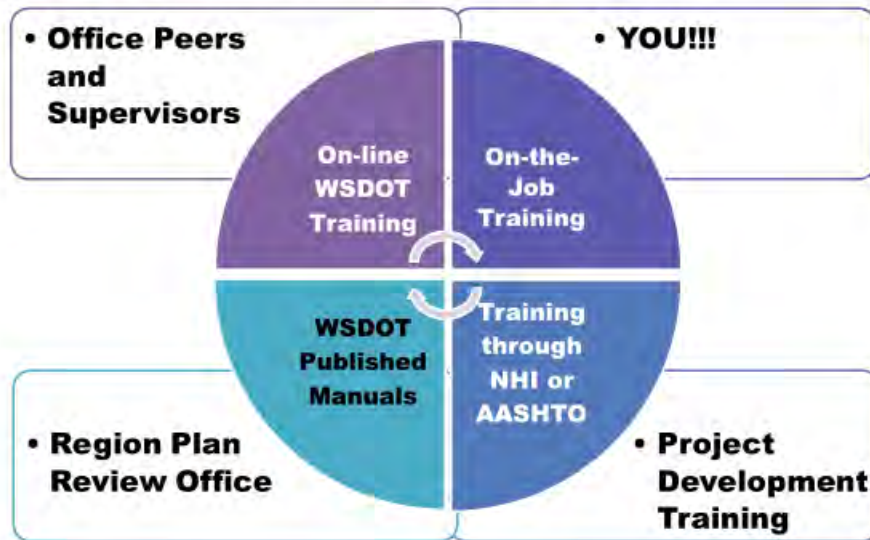 • Office Peers
and
Supervisors
• YOU!!!
On-line
WSDOT
Training
On-the-
Job
Training
WSDOT
Published
Manuals
Training
through
NHI or
AASHTO
• Region Plan
Review Office
• Project
Development
Training